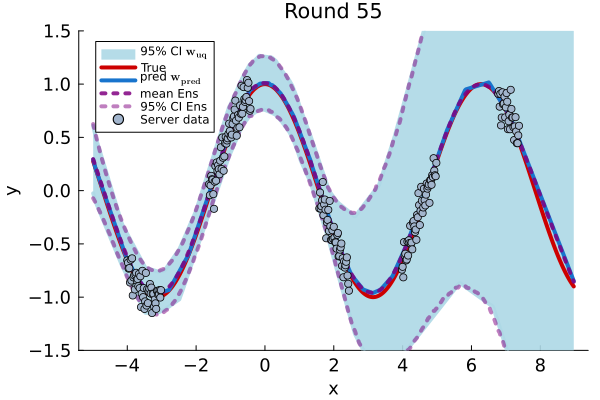 Round 55
1.5
1.0
0.5
0.0
−0.5
−1.0
−1.5
y
95% CI w_uq
True
pred w_pred
mean Ens
95% CI Ens
Server data
−4 −2 0 2 4 6 8
x